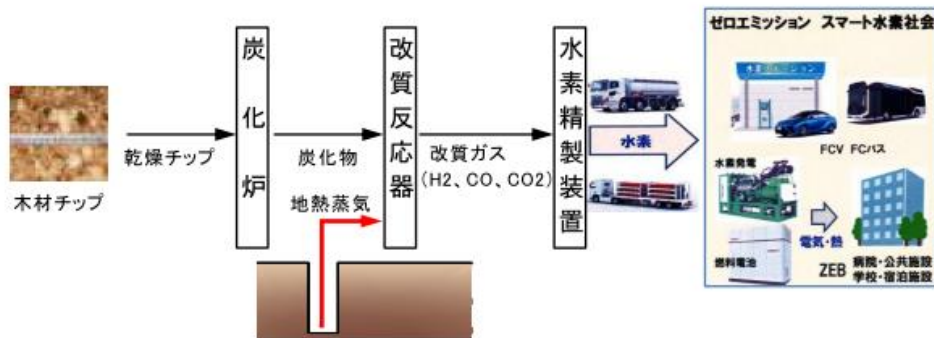 木材チップ
乾燥チップ
炭化炉
炭化物
地熱蒸気
改質反応器
改質ガス
(H2、CO、CO2)
水素精製装置
水素
ゼロエミッション スマート水素社会
FCV FCバス
水素発電
電気・熱
燃料電池
ZEB
病院・公共施設
学校・宿泊施設